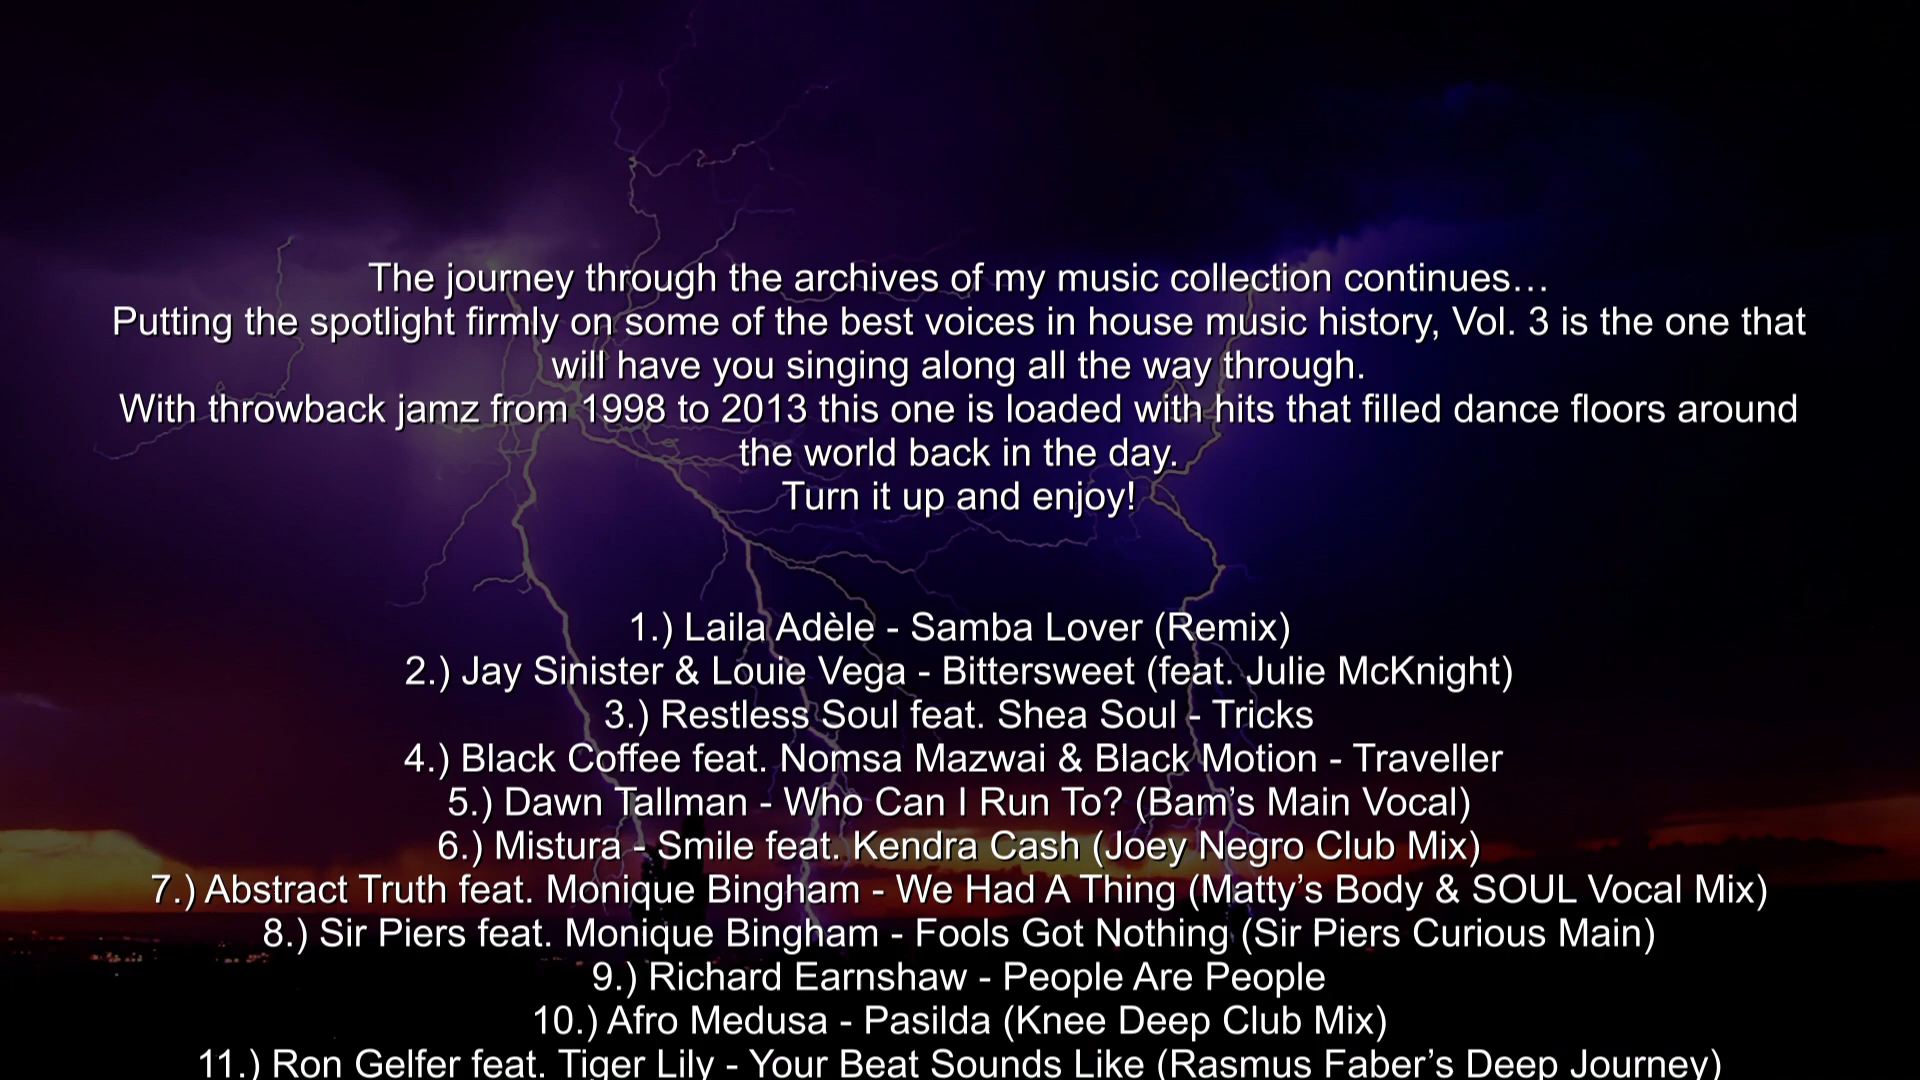 The journey through the archives of my music collection continues…
Putting the spotlight firmly on some of the best voices in house music history, Vol. 3 is the one that
will have you singing along all the way through.
With throwback jamz from 1998 to 2013 this one is loaded with hits that filled dance floors around
the world back in the day.
Turn it up and enjoy!
1.) Laila Adèle - Samba Lover (Remix)
2.) Jay Sinister & Louie Vega - Bittersweet (feat. Julie McKnight)
3.) Restless Soul feat. Shea Soul - Tricks
4.) Black Coffee feat. Nomsa Mazwai & Black Motion - Traveller
5.) Dawn Tallman - Who Can I Run To? (Bam’s Main Vocal)
6.) Mistura - Smile feat. Kendra Cash (Joey Negro Club Mix)
7.) Abstract Truth feat. Monique Bingham - We Had A Thing (Matty’s Body & SOUL Vocal Mix)
8.) Sir Piers feat. Monique Bingham - Fools Got Nothing (Sir Piers Curious Main)
9.) Richard Earnshaw - People Are People
10.) Afro Medusa - Pasilda (Knee Deep Club Mix)
11.) Ron Gelfer feat. Tiger Lily - Your Beat Sounds Like (Rasmus Faber’s Deep Journey)